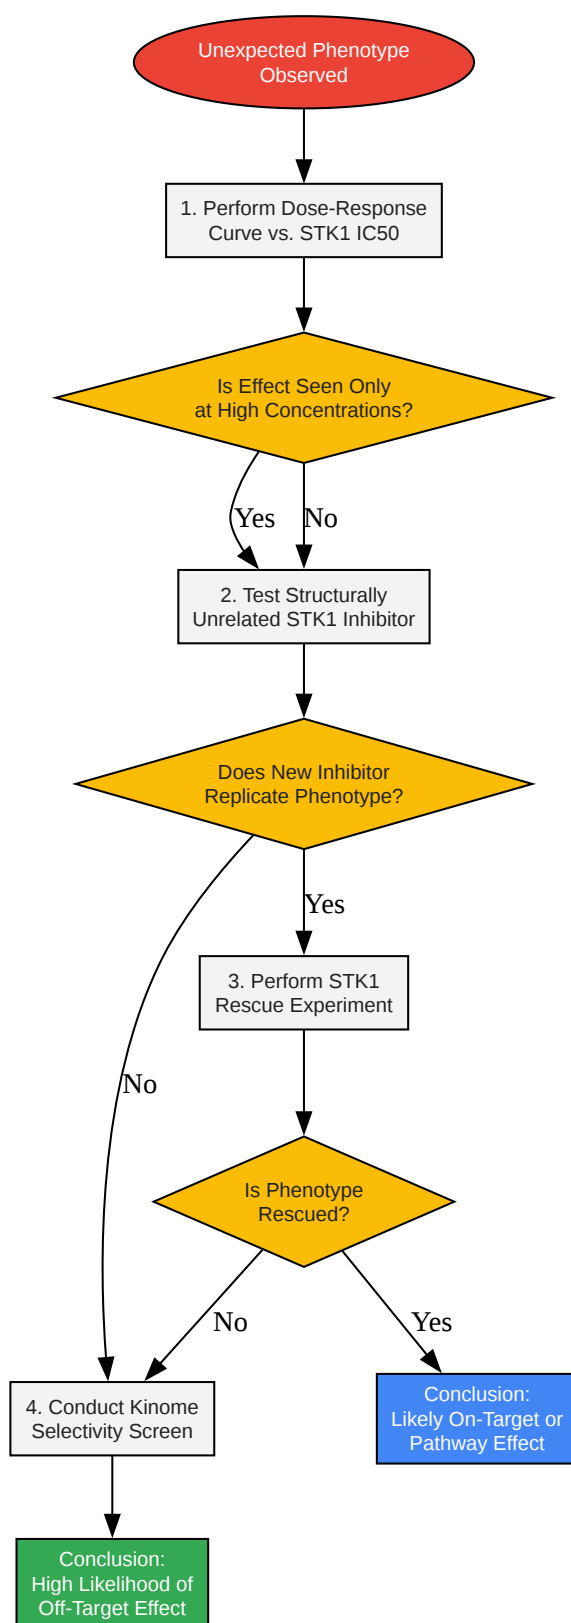 Unexpected Phenotype
Observed
1. Perform Dose-Response
Curve vs. STK1 IC50
Is Effect Seen Only
at High Concentrations?
Yes
No
2. Test Structurally
Unrelated STK1 Inhibitor
Does New Inhibitor
Replicate Phenotype?
Yes
3. Perform STK1
Rescue Experiment
No
Is Phenotype
Rescued?
No
Yes
4. Conduct Kinome
Selectivity Screen
Conclusion:
Likely On-Target or
Pathway Effect
Conclusion:
High Likelihood of
Off-Target Effect